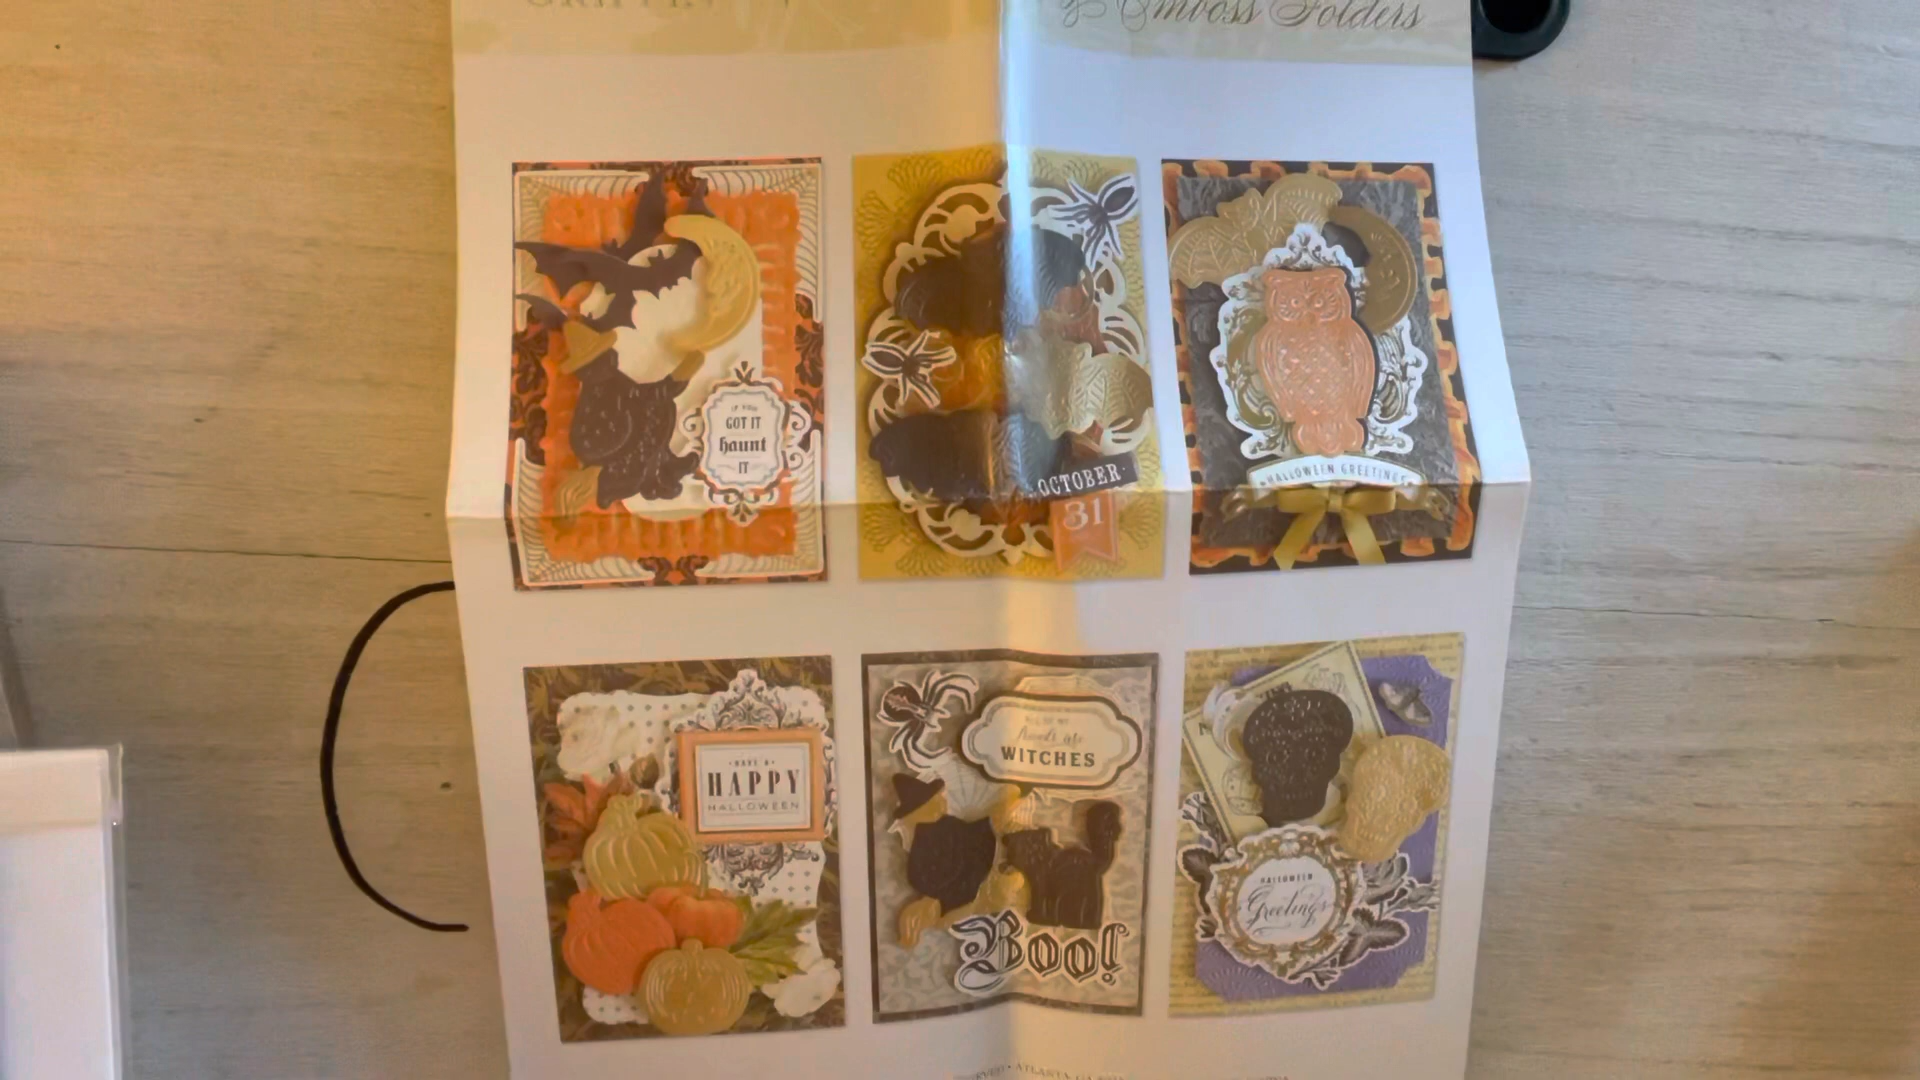 Emboss Folders
IF YOU
GOT IT
haunt
IT
OCTOBER
31
HALLOWEEN GREETINGS
HAVE A
HAPPY
HALLOWEEN
WITCHES
Boo!
HALLOWEEN
Greetings